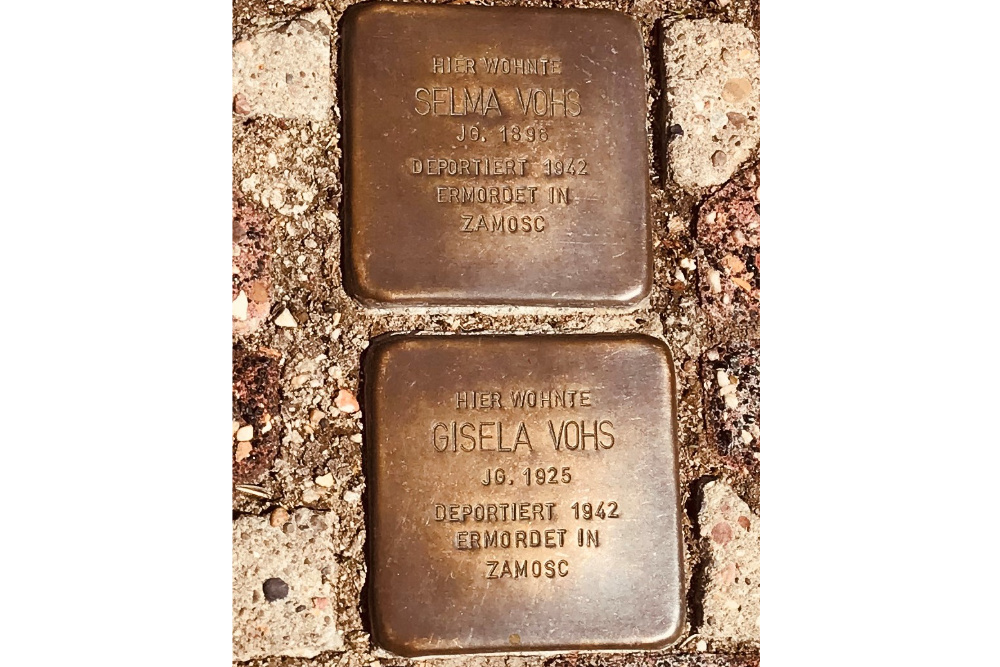 HIER WOHNTE
SELMA VOHS
JG. 1896
DEPORTIERT 1942
ERMORDET IN
ZAMOSC
HIER WOHNTE
GISELA VOHS
JG. 1925
DEPORTIERT 1942
ERMORDET IN
ZAMOSC